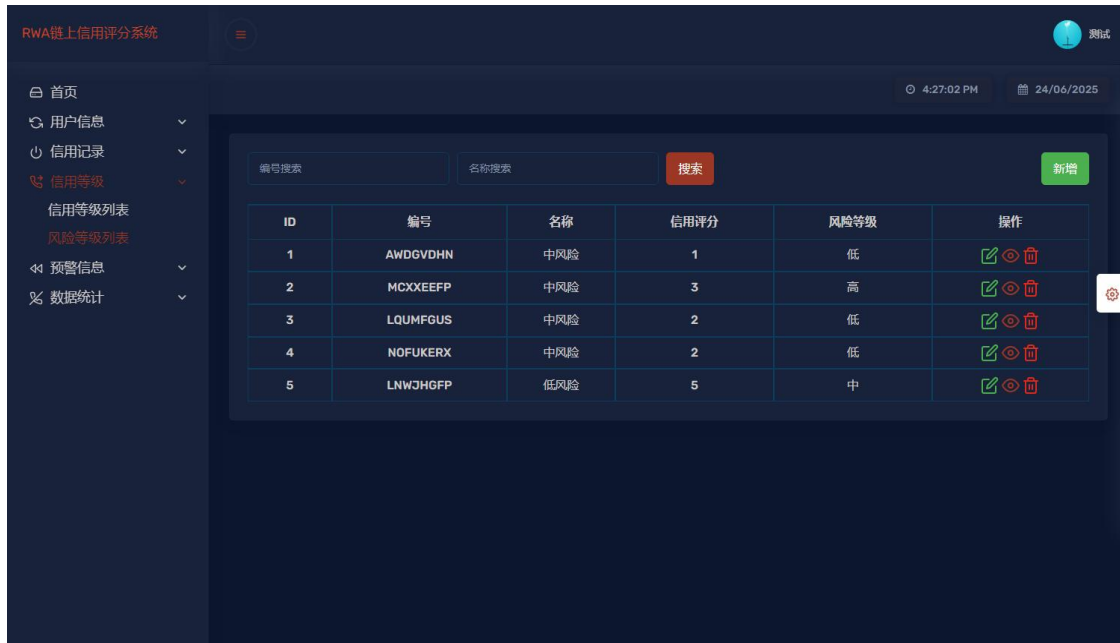 RWA链上信用评分系统
测试
首页
4:27:02 PM 24/06/2025
用户信息
信用记录
信用等级
信用等级列表
风险等级列表
预警信息
数据统计
编号搜索 名称搜索 搜索 新增
ID 编号 名称 信用评分 风险等级 操作
1 AWDGVDHN 中风险 1 低
2 MCXXEEFP 中风险 3 高
3 LQUMFGUS 中风险 2 低
4 NOFUKERX 中风险 2 低
5 LNWJHGFP 低风险 5 中